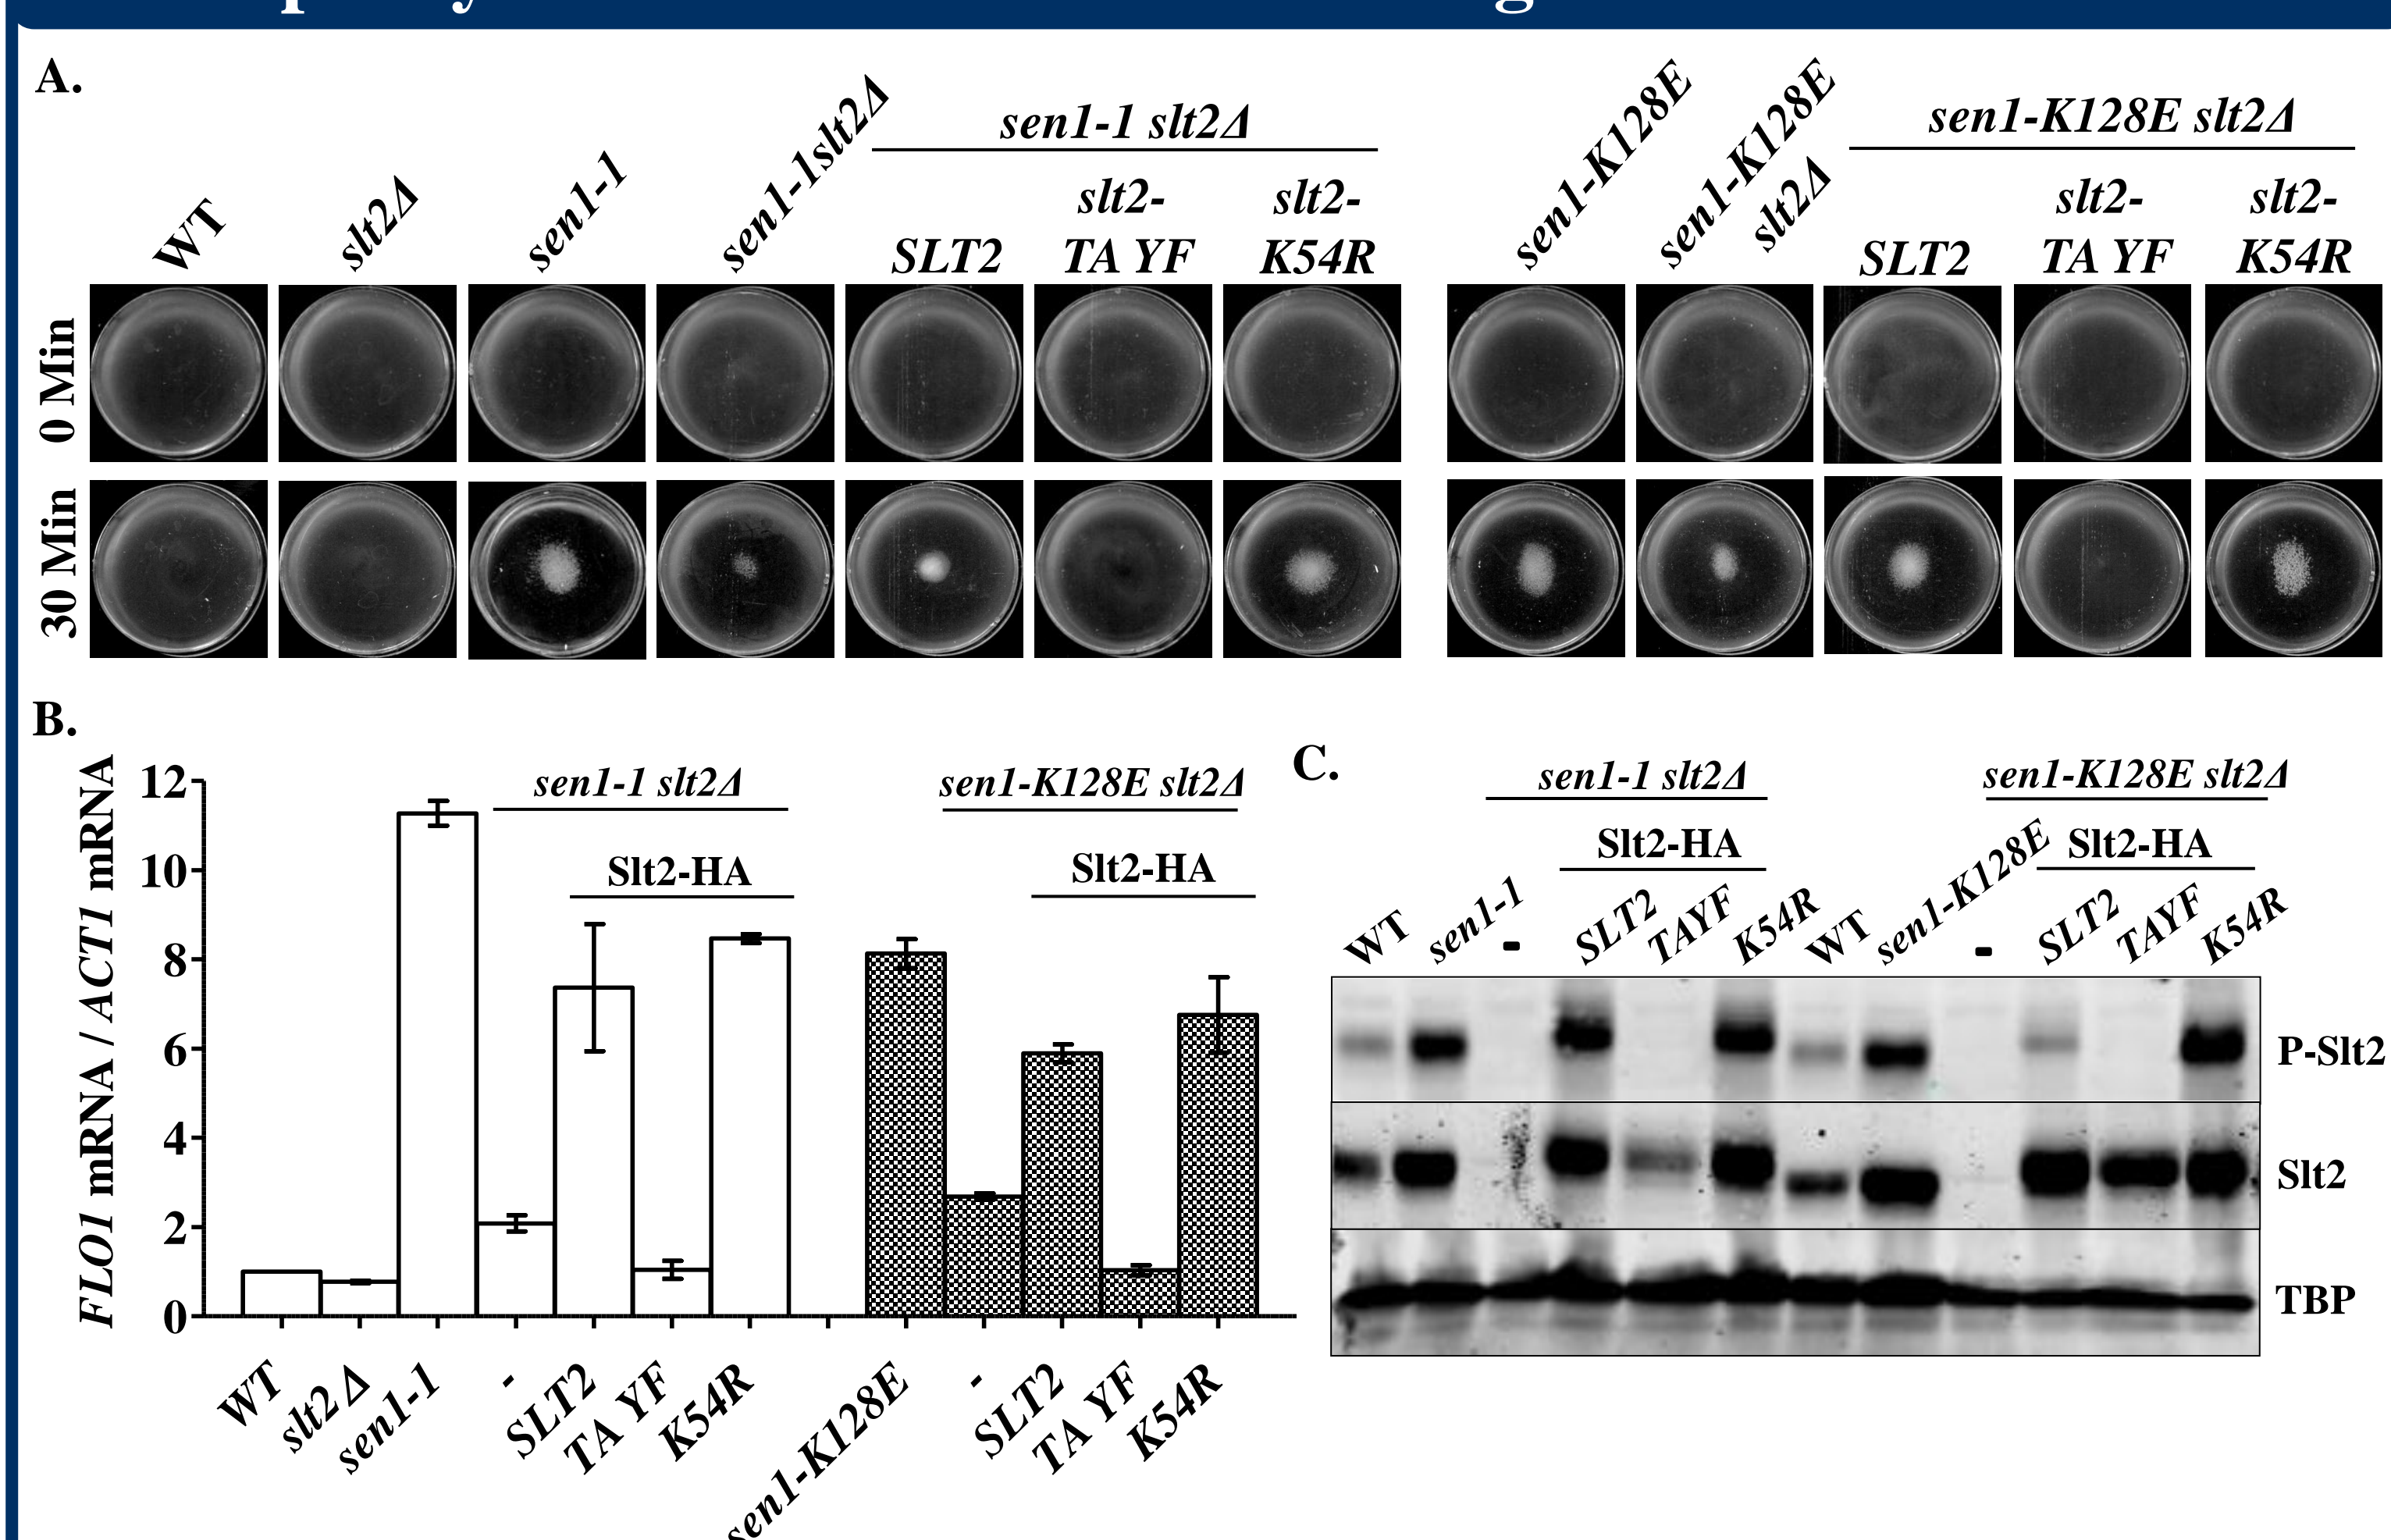 A.
WT
slt2Δ
sen1-1
sen1-1slt2Δ
sen1-1 slt2Δ
SLT2
slt2-
TA YF
slt2-
K54R
sen1-K128E
sen1-K128E
slt2Δ
sen1-K128E slt2Δ
SLT2
slt2-
TA YF
slt2-
K54R
0 Min
30 Min
B.
FLO1 mRNA / ACT1 mRNA
12
10
8
6
4
2
0
sen1-1 slt2Δ
Slt2-HA
sen1-K128E slt2Δ
Slt2-HA
WT
slt2 Δ
sen1-1
-
SLT2
TA YF
K54R
sen1-K128E
-
SLT2
TA YF
K54R
C.
sen1-1 slt2Δ
Slt2-HA
sen1-K128E slt2Δ
Slt2-HA
WT
sen1-1
-
SLT2
TAYF
K54R
WT
sen1-K128E
-
SLT2
TAYF
K54R
P-Slt2
Slt2
TBP